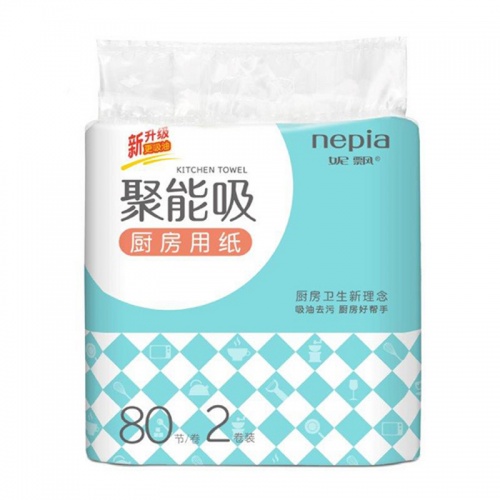 新升级
更吸油
KITCHEN TOWEL
聚能吸
厨房用纸
nepia
妮飘
厨房卫生新理念
吸油去污 厨房好帮手
80节/卷 2卷装